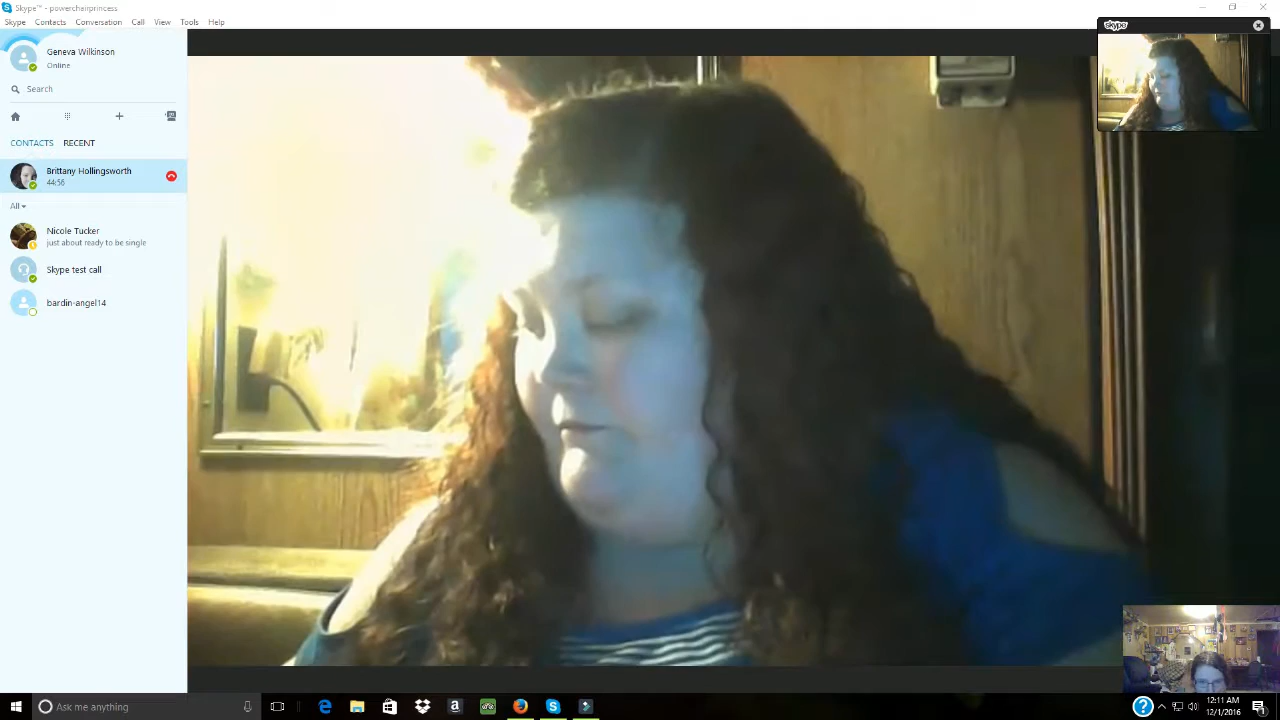 Skype™ - powerchairprincess
Skype Contacts Conversation Call View Tools Help
skype
Geneva Wilkinson
Online
Search
CONTACTS RECENT
Brittany Hollingsworth
44:56
All
Nicole Tucker
just about ready to be single
Skype test call
bardin-angel14
Ask me anything
12:11 AM
12/1/2016